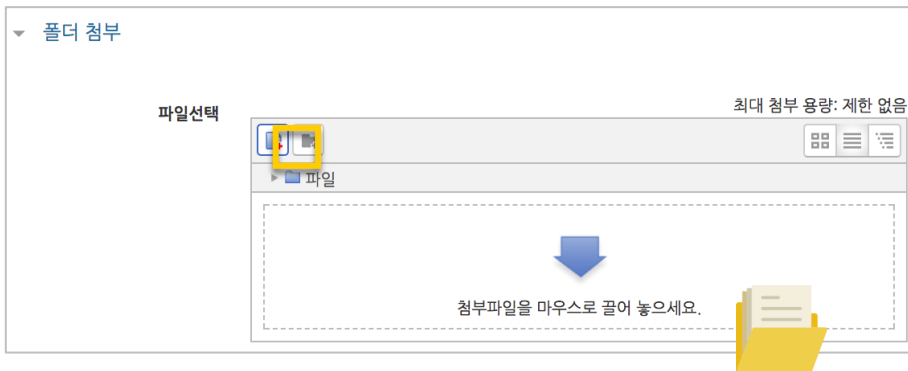 폴더 첨부
최대 첨부 용량: 제한 없음
파일선택
파일
첨부파일을 마우스로 끌어 놓으세요.